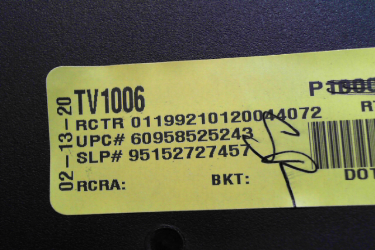 02-13-20
TV1006
RCTR 01199210120044072
UPC# 60958525243
SLP# 95152727457
RCRA: BKT:
DOT